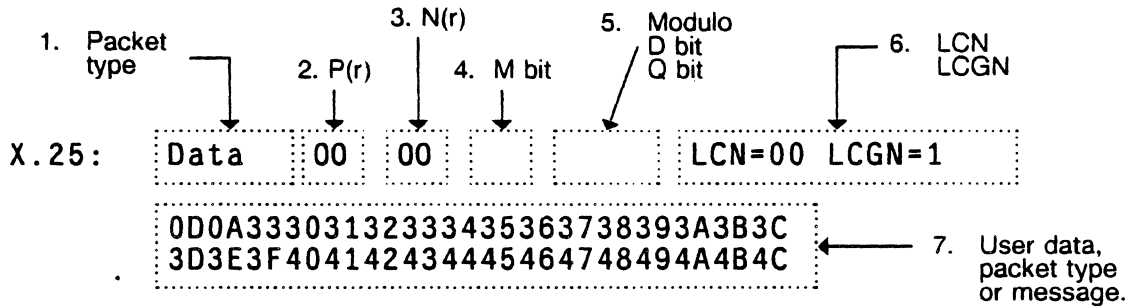 1. Packet type
2. P(r)
3. N(r)
4. M bit
5. Modulo
D bit
Q bit
6. LCN
LCGN
X.25: Data 00 00 LCN=00 LCGN=1
0D0A33303132333435363738393A3B3C
3D3E3F404142434445464748494A4B4C
7. User data,
packet type
or message.